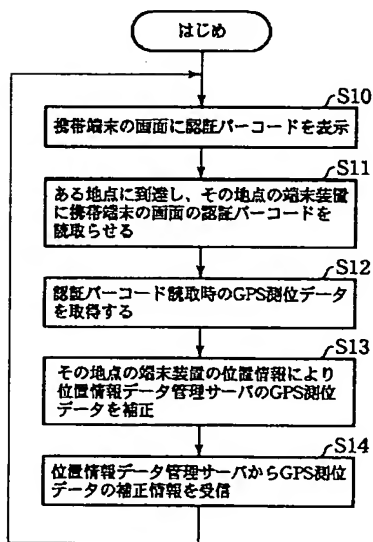 はじめ
S10
携帯端末の画面に認証バーコードを表示
S11
ある地点に到達し、その地点の端末装置
に携帯端末の画面の認証バーコードを
読取らせる
S12
認証バーコード読取時のGPS測位データ
を取得する
S13
その地点の端末装置の位置情報により
位置情報データ管理サーバのGPS測位
データを補正
S14
位置情報データ管理サーバからGPS測位
データの補正情報を受信